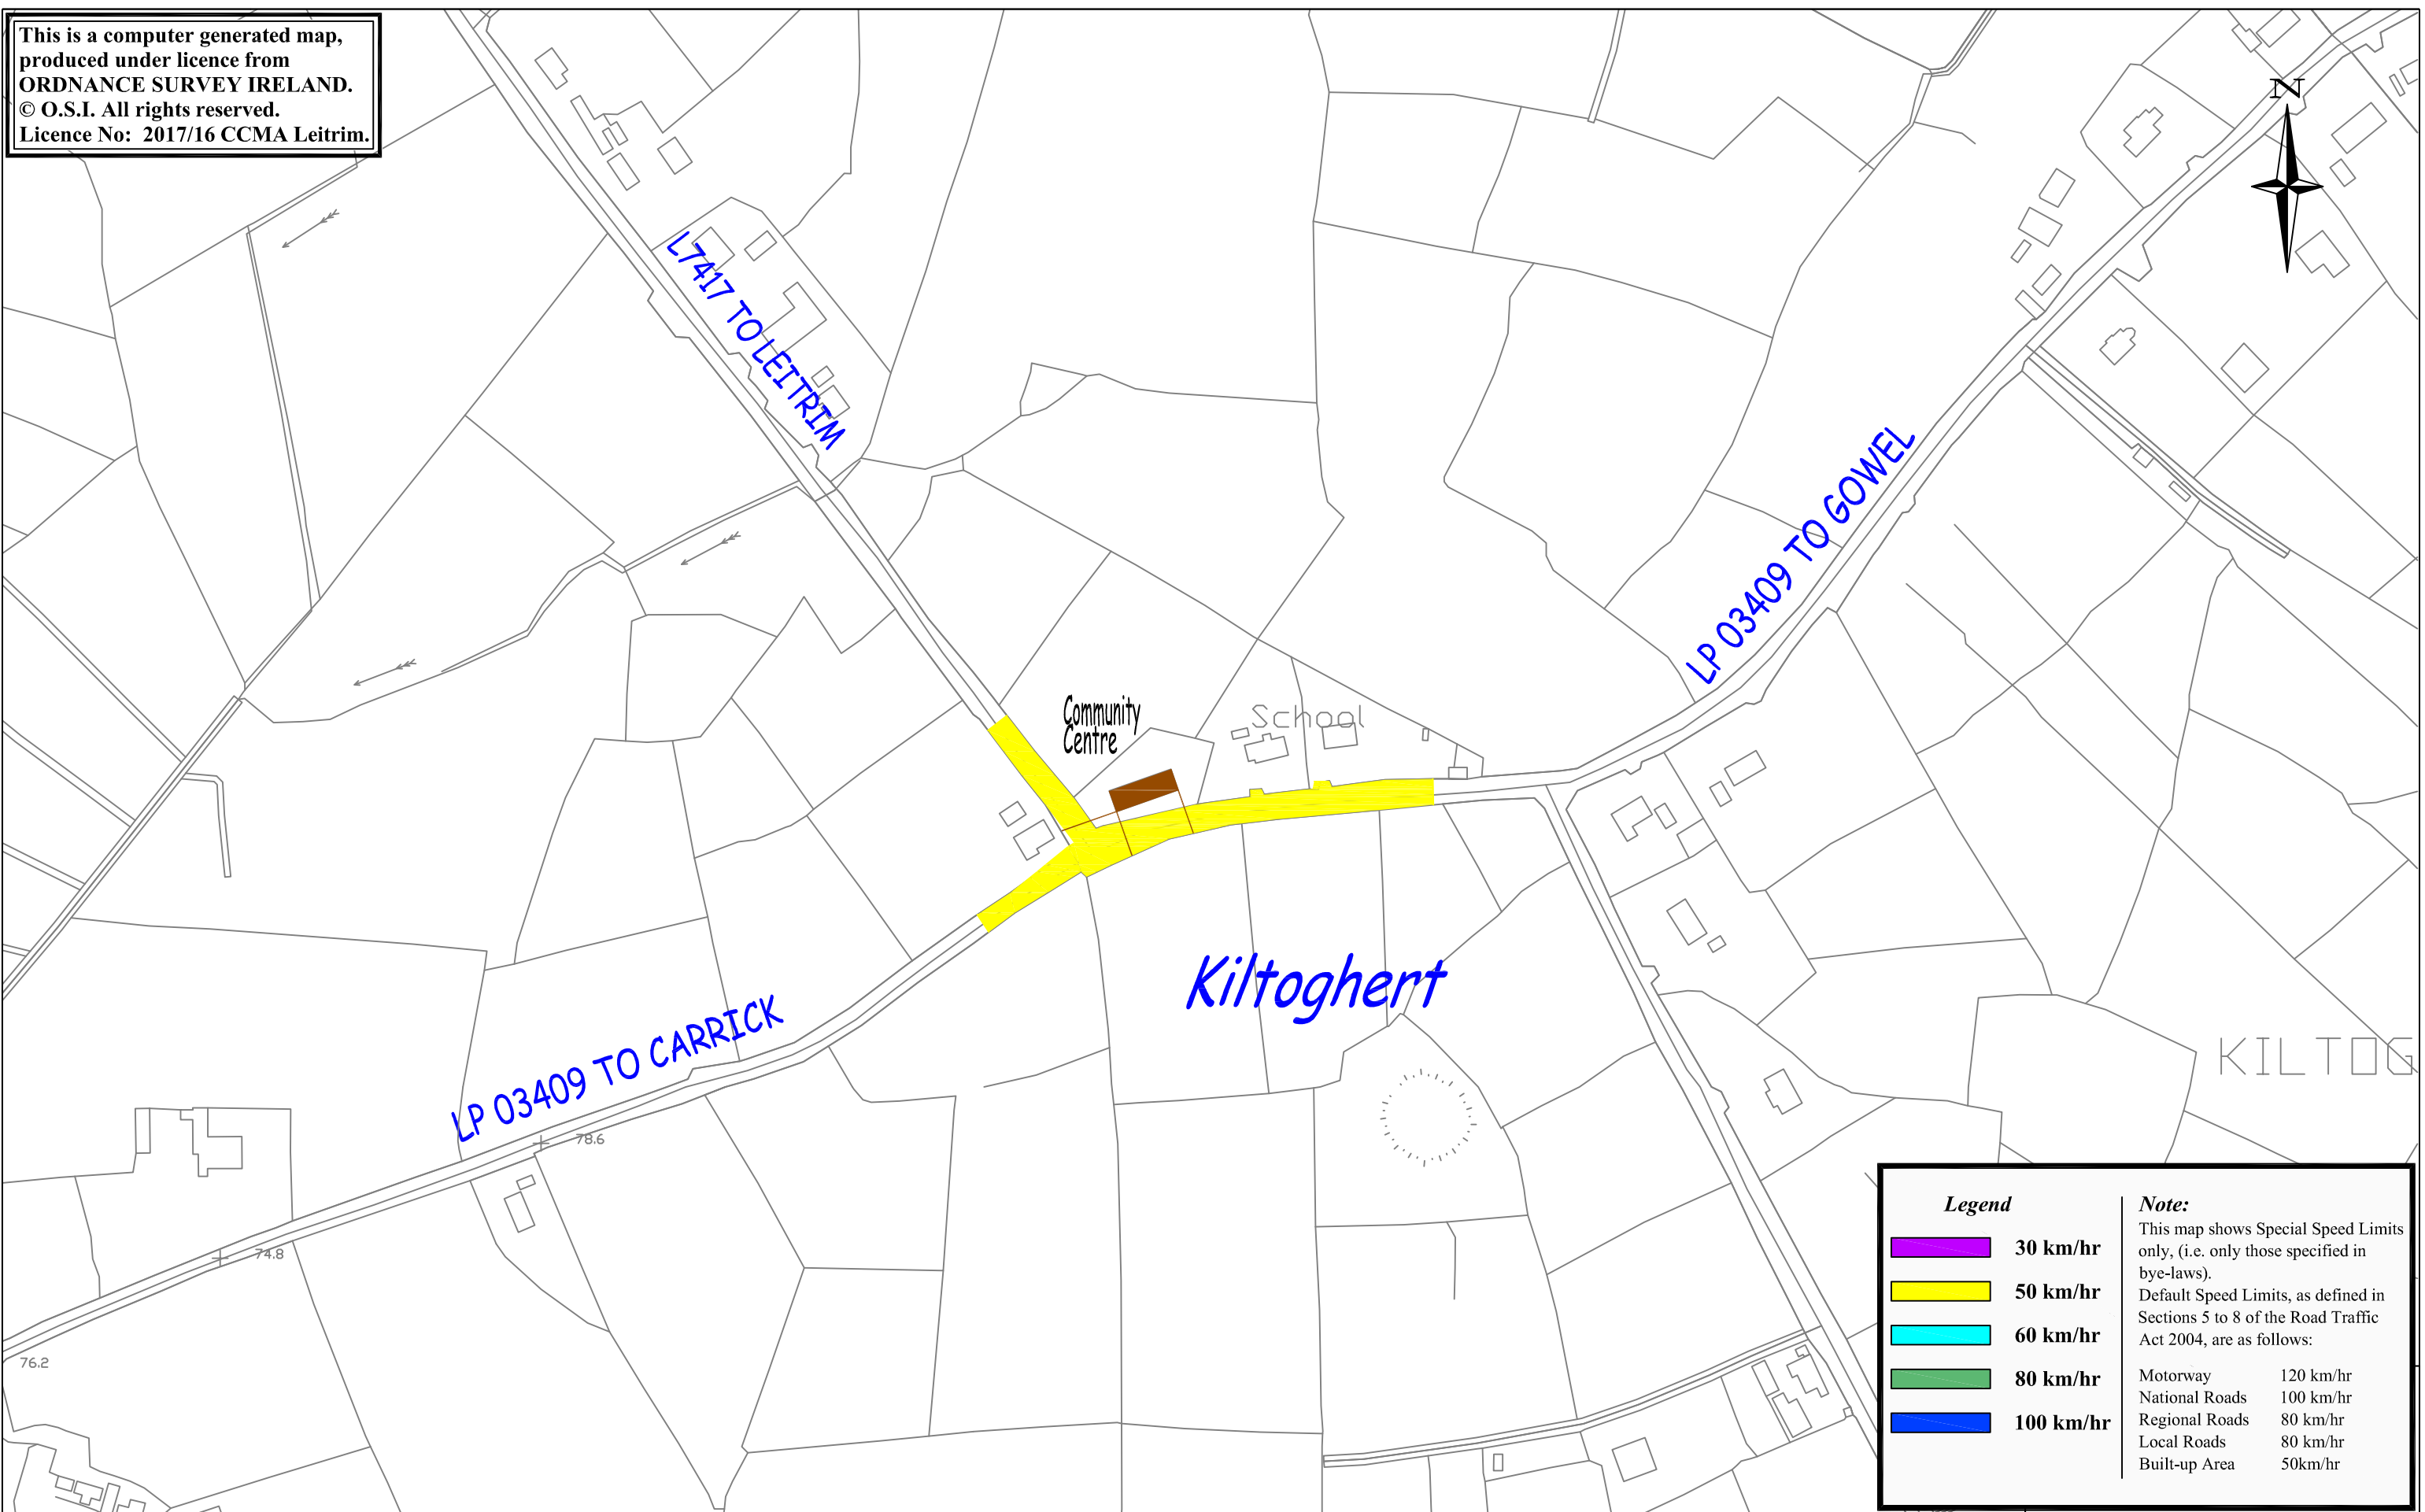 This is a computer generated map,
produced under licence from
ORDNANCE SURVEY IRELAND.
© O.S.I. All rights reserved.
Licence No: 2017/16 CCMA Leitrim.
N
L7417 TO LEITRIM
LP 03409 TO GOWEL
Community
Centre
School
Kiltoghert
LP 03409 TO CARRICK
KILTOG
78.6
74.8
76.2
Legend
30 km/hr
50 km/hr
60 km/hr
80 km/hr
100 km/hr
Note:
This map shows Special Speed Limits
only, (i.e. only those specified in
bye-laws).
Default Speed Limits, as defined in
Sections 5 to 8 of the Road Traffic
Act 2004, are as follows:
Motorway 120 km/hr
National Roads 100 km/hr
Regional Roads 80 km/hr
Local Roads 80 km/hr
Built-up Area 50km/hr